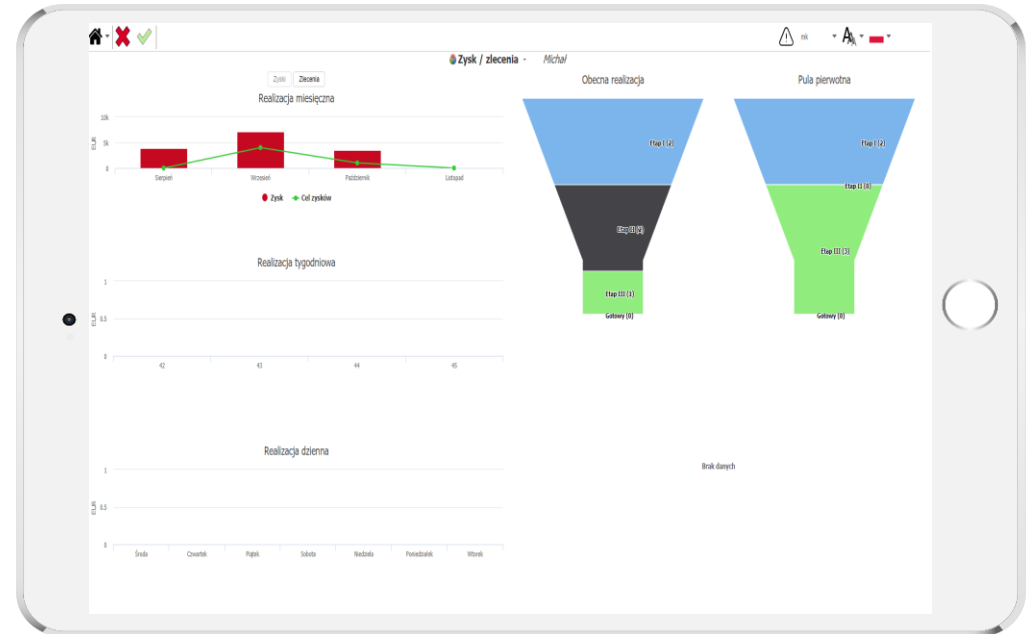 nk
Zysk / zlecenia - Michał
Zyski Zlecenia
Realizacja miesięczna
10k
5k
0
EUR
Sierpień Wrzesień Październik Listopad
Zysk Cel zysków
Realizacja tygodniowa
1
0.5
0
EUR
42 43 44 45
Realizacja dzienna
1
0.5
0
EUR
Środa Czwartek Piątek Sobota Niedziela Poniedziałek Wtorek
Obecna realizacja
Etap I (2)
Etap III (1)
Gotowy (0)
Pula pierwotna
Etap I (2)
Etap II (0)
Etap III (3)
Gotowy (0)
Brak danych